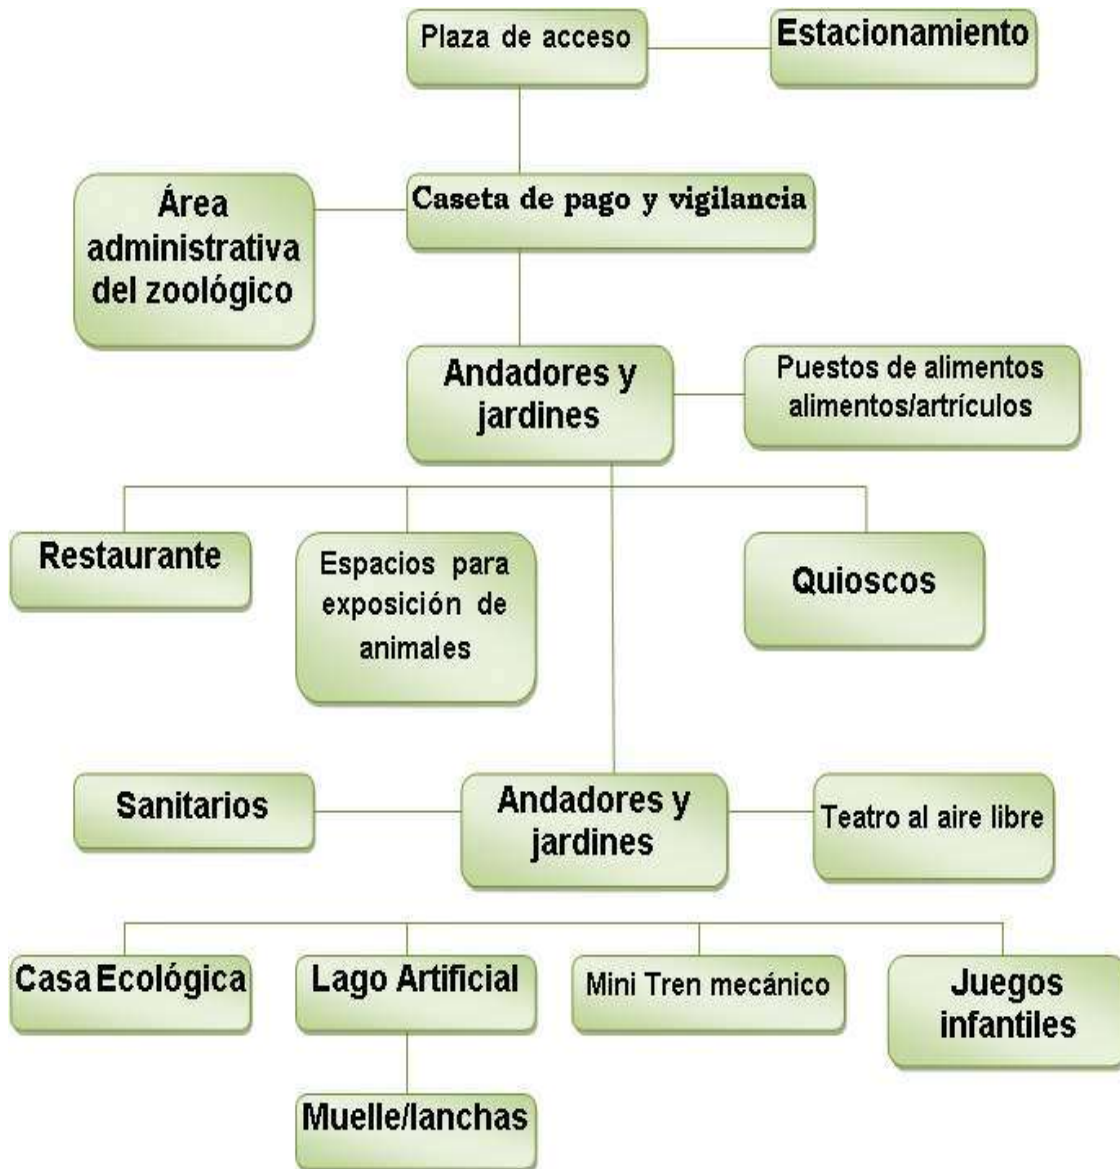 Plaza de acceso
Estacionamiento
Área
administrativa
del zoológico
Caseta de pago y vigilancia
Andadores y
jardines
Puestos de alimentos
alimentos/artrículos
Restaurante
Espacios para
exposición de
animales
Quioscos
Sanitarios
Andadores y
jardines
Teatro al aire libre
Casa Ecológica
Lago Artificial
Mini Tren mecánico
Juegos
infantiles
Muelle/lanchas